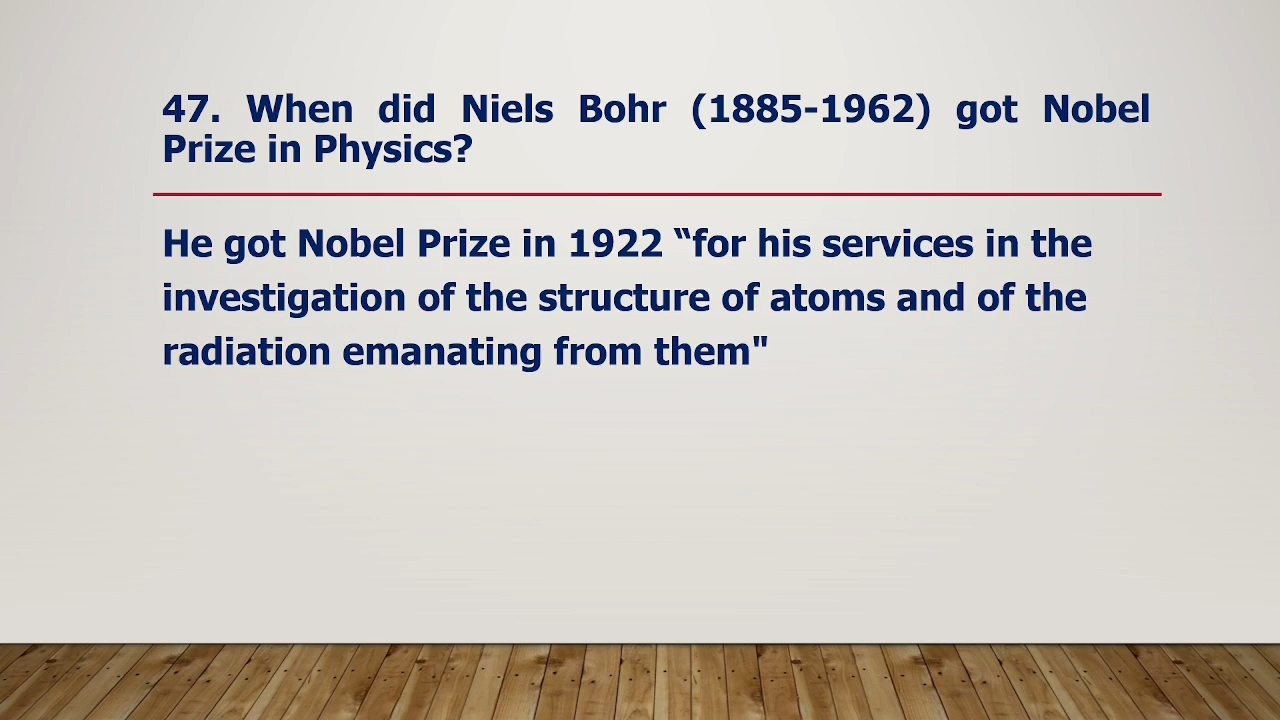 47. When did Niels Bohr (1885-1962) got Nobel
Prize in Physics?
He got Nobel Prize in 1922 “for his services in the
investigation of the structure of atoms and of the
radiation emanating from them"